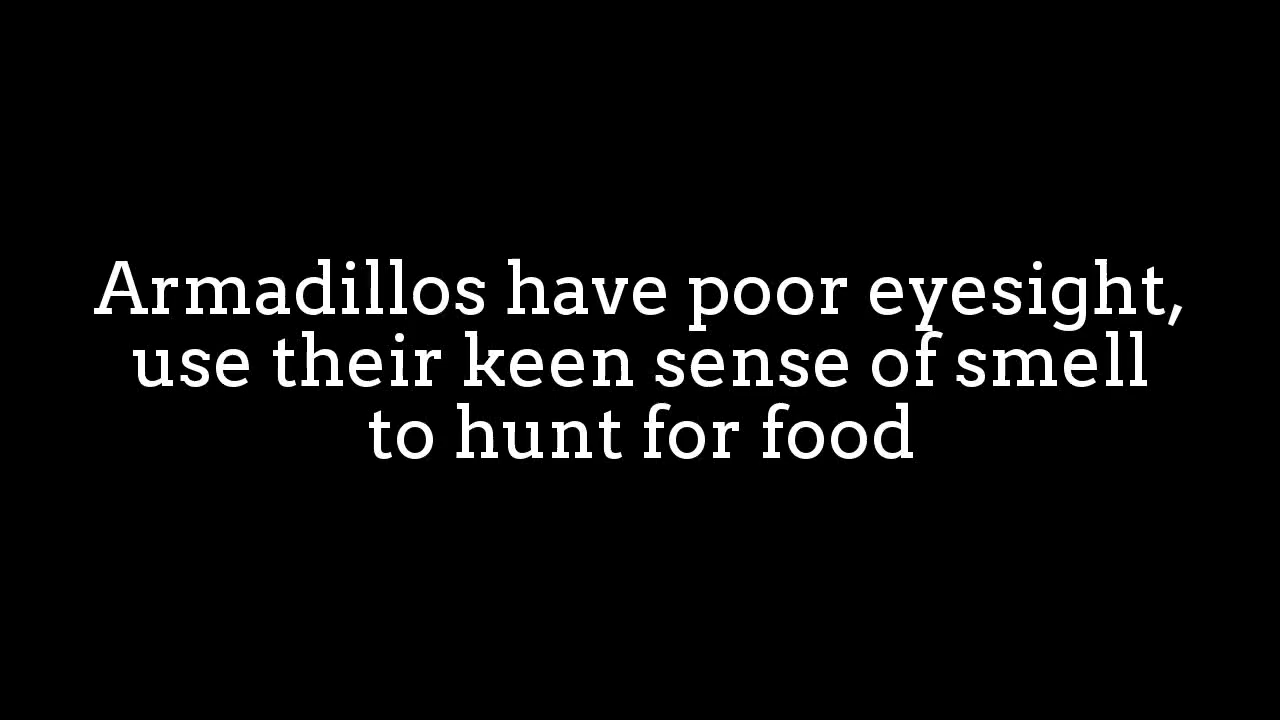 Armadillos have poor eyesight,
use their keen sense of smell
to hunt for food